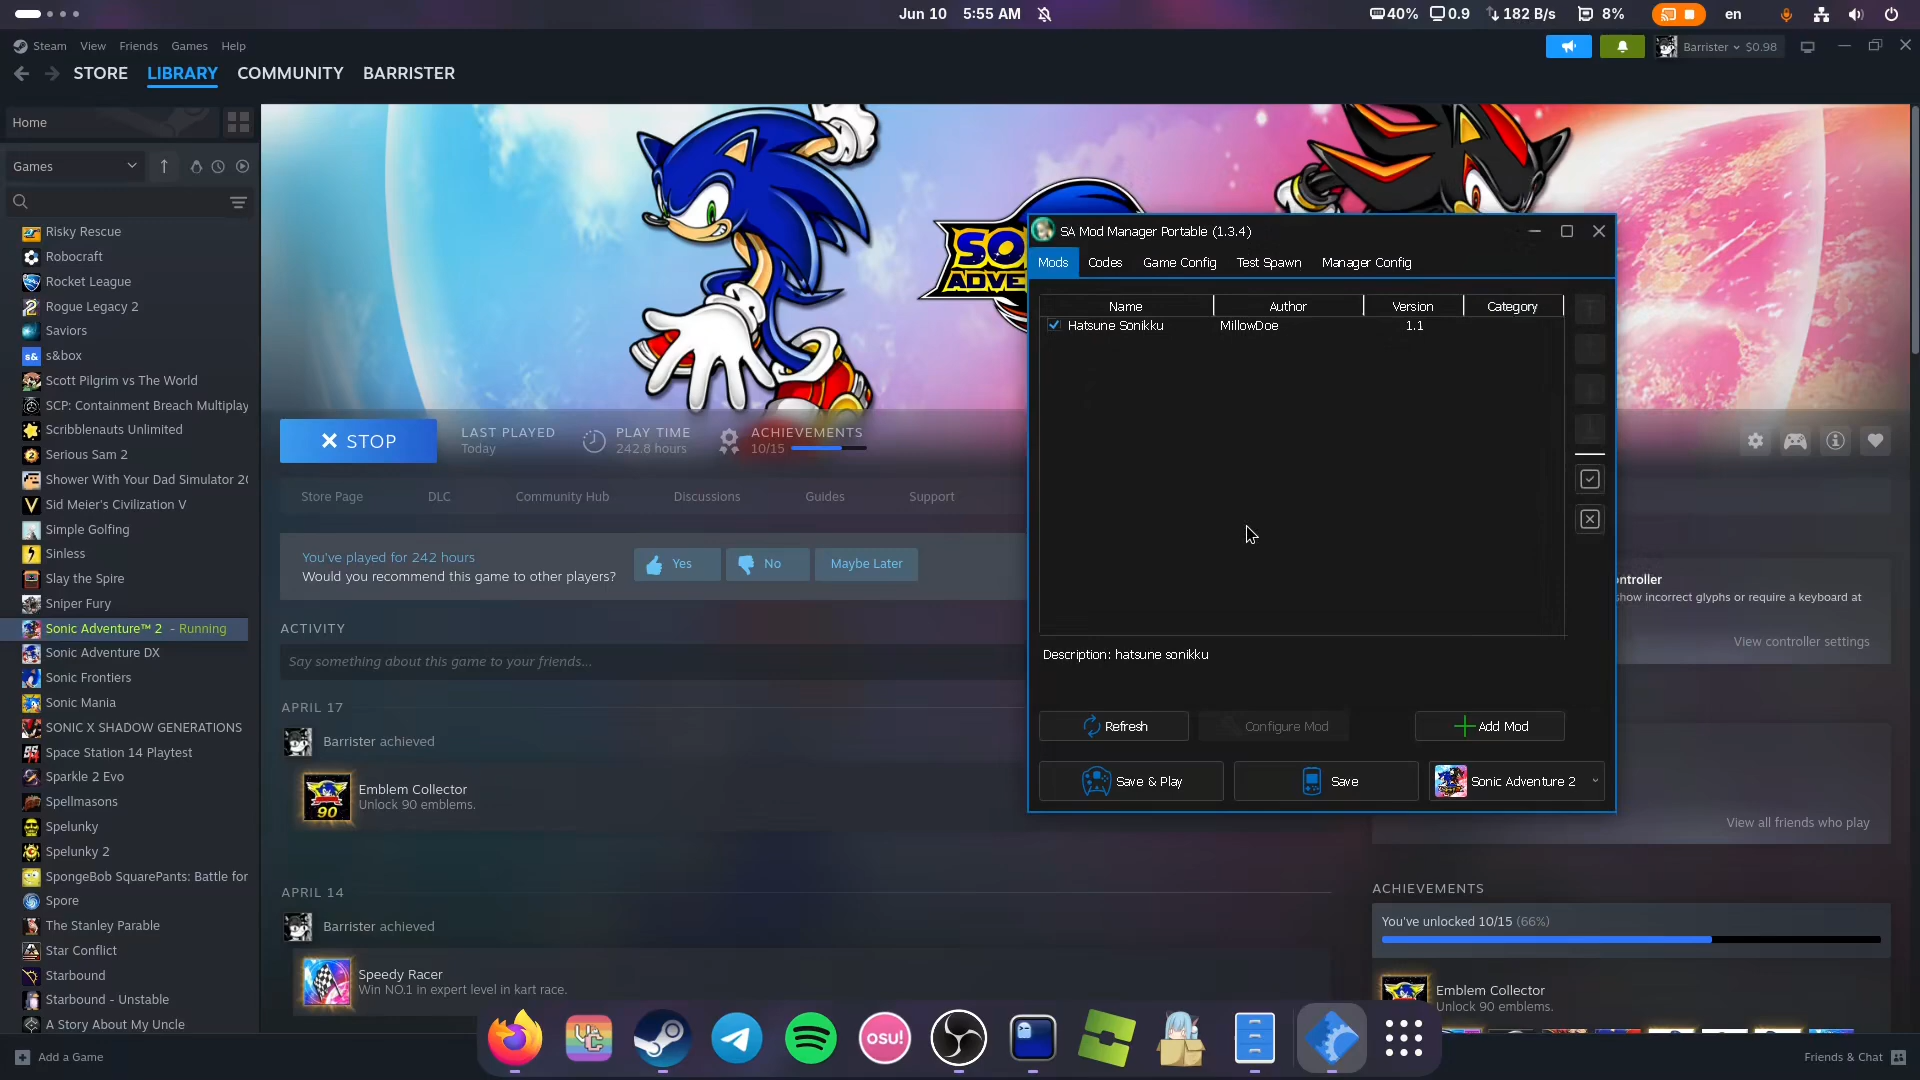 Jun 10 5:55 AM
40% 0.9 182 B/s 8% en
Steam View Friends Games Help
Barrister $0.98
STORE LIBRARY COMMUNITY BARRISTER
Home
Games
Risky Rescue
Robocraft
Rocket League
Rogue Legacy 2
Saviors
s& s&box
Scott Pilgrim vs The World
SCP: Containment Breach Multiplay
Scribblenauts Unlimited
Serious Sam 2
Shower With Your Dad Simulator 20
Sid Meier's Civilization V
Simple Golfing
Sinless
Slay the Spire
Sniper Fury
Sonic Adventure™ 2 - Running
Sonic Adventure DX
Sonic Frontiers
Sonic Mania
SONIC X SHADOW GENERATIONS
Space Station 14 Playtest
Sparkle 2 Evo
Spellmasons
Spelunky
Spelunky 2
SpongeBob SquarePants: Battle for
Spore
The Stanley Parable
Star Conflict
Starbound
Starbound - Unstable
A Story About My Uncle
Add a Game
STOP
LAST PLAYED
Today
PLAY TIME
242.8 hours
ACHIEVEMENTS
10/15
Store Page DLC Community Hub Discussions Guides Support
You've played for 242 hours
Would you recommend this game to other players?
Yes No Maybe Later
ACTIVITY
Say something about this game to your friends...
APRIL 17
Barrister achieved
90
Emblem Collector
Unlock 90 emblems.
APRIL 14
Barrister achieved
Speedy Racer
Win NO.1 in expert level in kart race.
SA Mod Manager Portable (1.3.4)
Mods Codes Game Config Test Spawn Manager Config
Name Author Version Category
Hatsune Sonikku MillowDoe 1.1
Description: hatsune sonikku
Refresh Configure Mod Add Mod
Save & Play Save Sonic Adventure 2
ontroller
show incorrect glyphs or require a keyboard at
View controller settings
View all friends who play
ACHIEVEMENTS
You've unlocked 10/15 (66%)
Emblem Collector
Unlock 90 emblems.
osu!
Friends & Chat